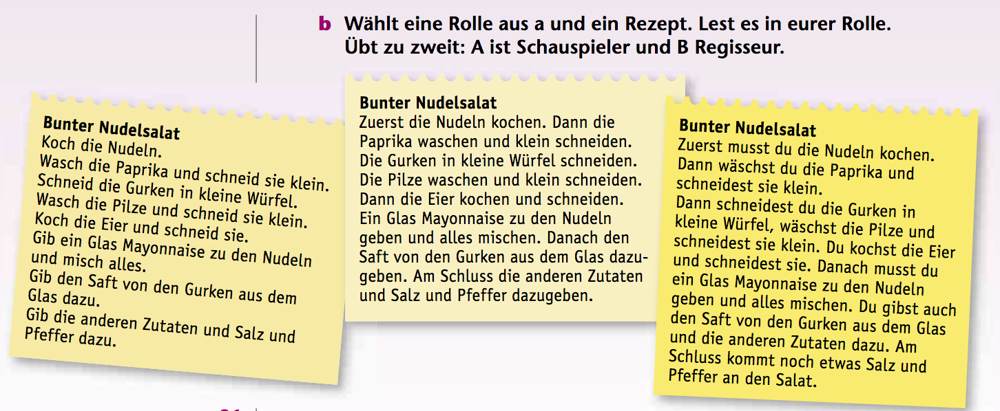 b Wählt eine Rolle aus a und ein Rezept. Lest es in eurer Rolle.
Übt zu zweit: A ist Schauspieler und B Regisseur.
Bunter Nudelsalat
Koch die Nudeln.
Wasch die Paprika und schneid sie klein.
Schneid die Gurken in kleine Würfel.
Wasch die Pilze und schneid sie klein.
Koch die Eier und schneid sie.
Gib ein Glas Mayonnaise zu den Nudeln
und misch alles.
Gib den Saft von den Gurken aus dem
Glas dazu.
Gib die anderen Zutaten und Salz und
Pfeffer dazu.
Bunter Nudelsalat
Zuerst die Nudeln kochen. Dann die
Paprika waschen und klein schneiden.
Die Gurken in kleine Würfel schneiden.
Die Pilze waschen und klein schneiden.
Dann die Eier kochen und schneiden.
Ein Glas Mayonnaise zu den Nudeln
geben und alles mischen. Danach den
Saft von den Gurken aus dem Glas dazu-
geben. Am Schluss die anderen Zutaten
und Salz und Pfeffer dazugeben.
Bunter Nudelsalat
Zuerst musst du die Nudeln kochen.
Dann wäschst du die Paprika und
schneidest sie klein.
Dann schneidest du die Gurken in
kleine Würfel, wäschst die Pilze und
schneidest sie klein. Du kochst die Eier
und schneidest sie. Danach musst du
ein Glas Mayonnaise zu den Nudeln
geben und alles mischen. Du gibst auch
den Saft von den Gurken aus dem Glas
und die anderen Zutaten dazu. Am
Schluss kommt noch etwas Salz und
Pfeffer an den Salat.